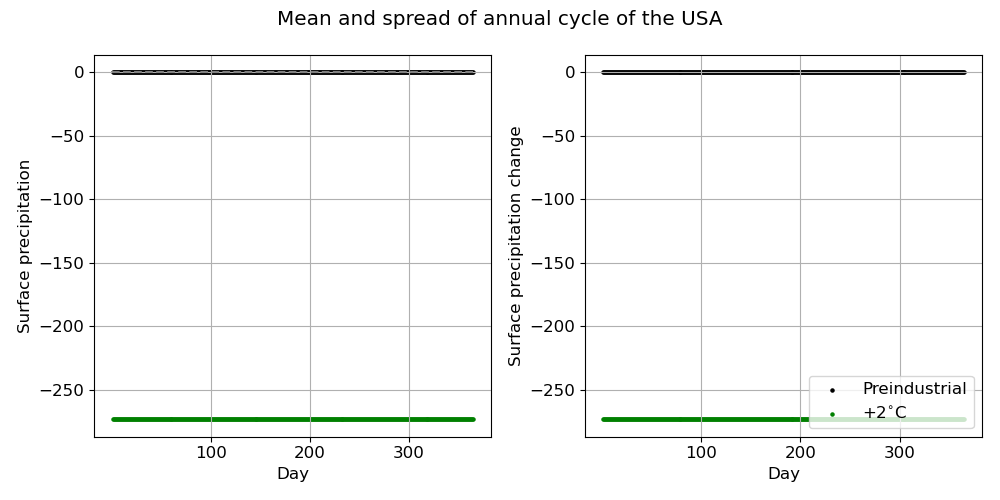 Mean and spread of annual cycle of the USA
Surface precipitation
0
−50
−100
−150
−200
−250
100
200
300
Day
Surface precipitation change
0
−50
−100
−150
−200
−250
100
200
300
Day
Preindustrial
+2°C